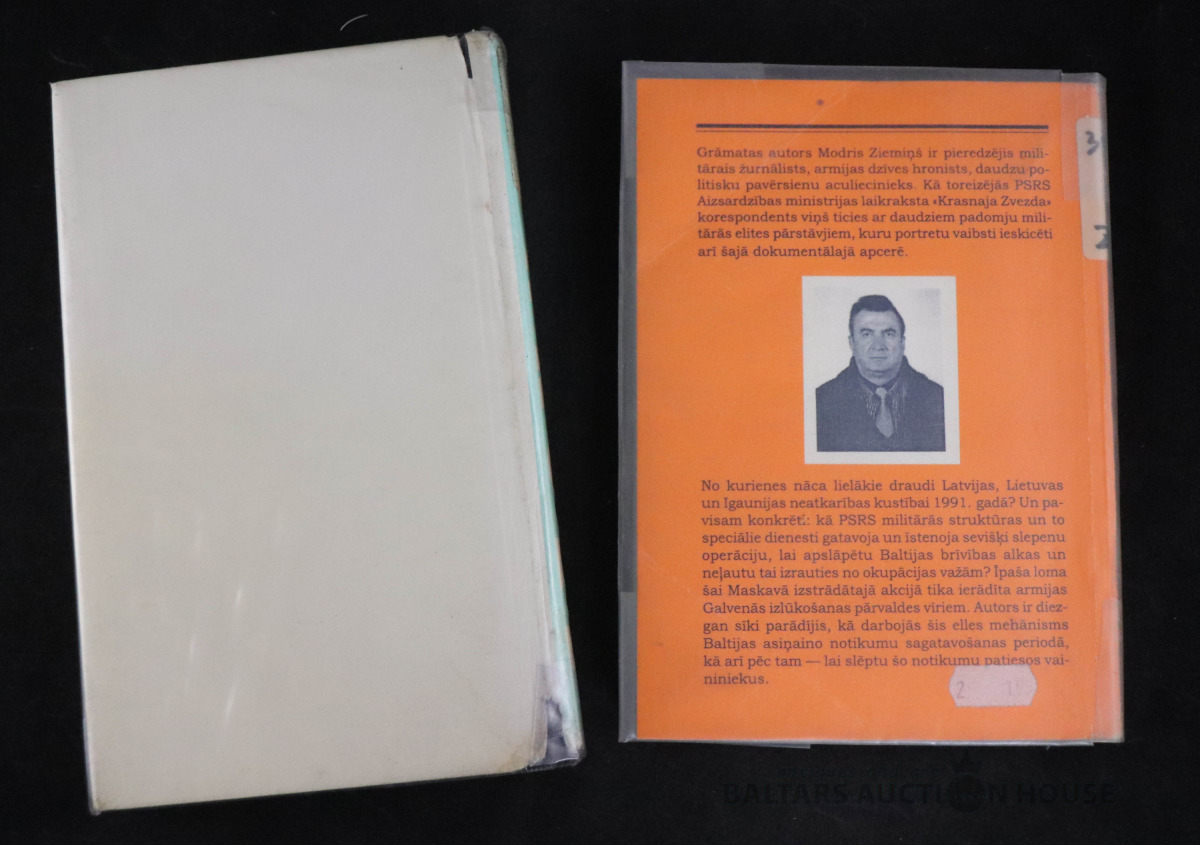 Grāmatas autors Modris Ziemiņš ir pieredzējis mili-
tārais žurnālists, armijas dzīves hronists, daudzu po-
litisku pavērsienu aculiecinieks. Kā toreizējās PSRS
Aizsardzības ministrijas laikraksta «Krasnaja Zvezda»
korespondents viņš ticies ar daudziem padomju mili-
tārās elites pārstāvjiem, kuru portretu vaibsti ieskicēti
arī šajā dokumentālajā apcerē.
3
2
No kurienes nāca lielākie draudi Latvijas, Lietuvas
un Igaunijas neatkarības kustībai 1991. gadā? Un pa-
visam konkrēti: kā PSRS militārās struktūras un to
speciālie dienesti gatavoja un īstenoja sevišķi slepenu
operāciju, lai apslāpētu Baltijas brīvības alkas un
neļautu tai izrauties no okupācijas važām? Īpaša loma
šai Maskavā izstrādātajā akcijā tika ierādīta armijas
Galvenās izlūkošanas pārvaldes vīriem. Autors ir diez-
gan sīki parādījis, kā darbojās šis elles mehānisms
Baltijas asiņaino notikumu sagatavošanas periodā,
kā arī pēc tam — lai slēptu šo notikumu patiesos vai-
niniekus.
2
BALTARS AUCTION HOUSE